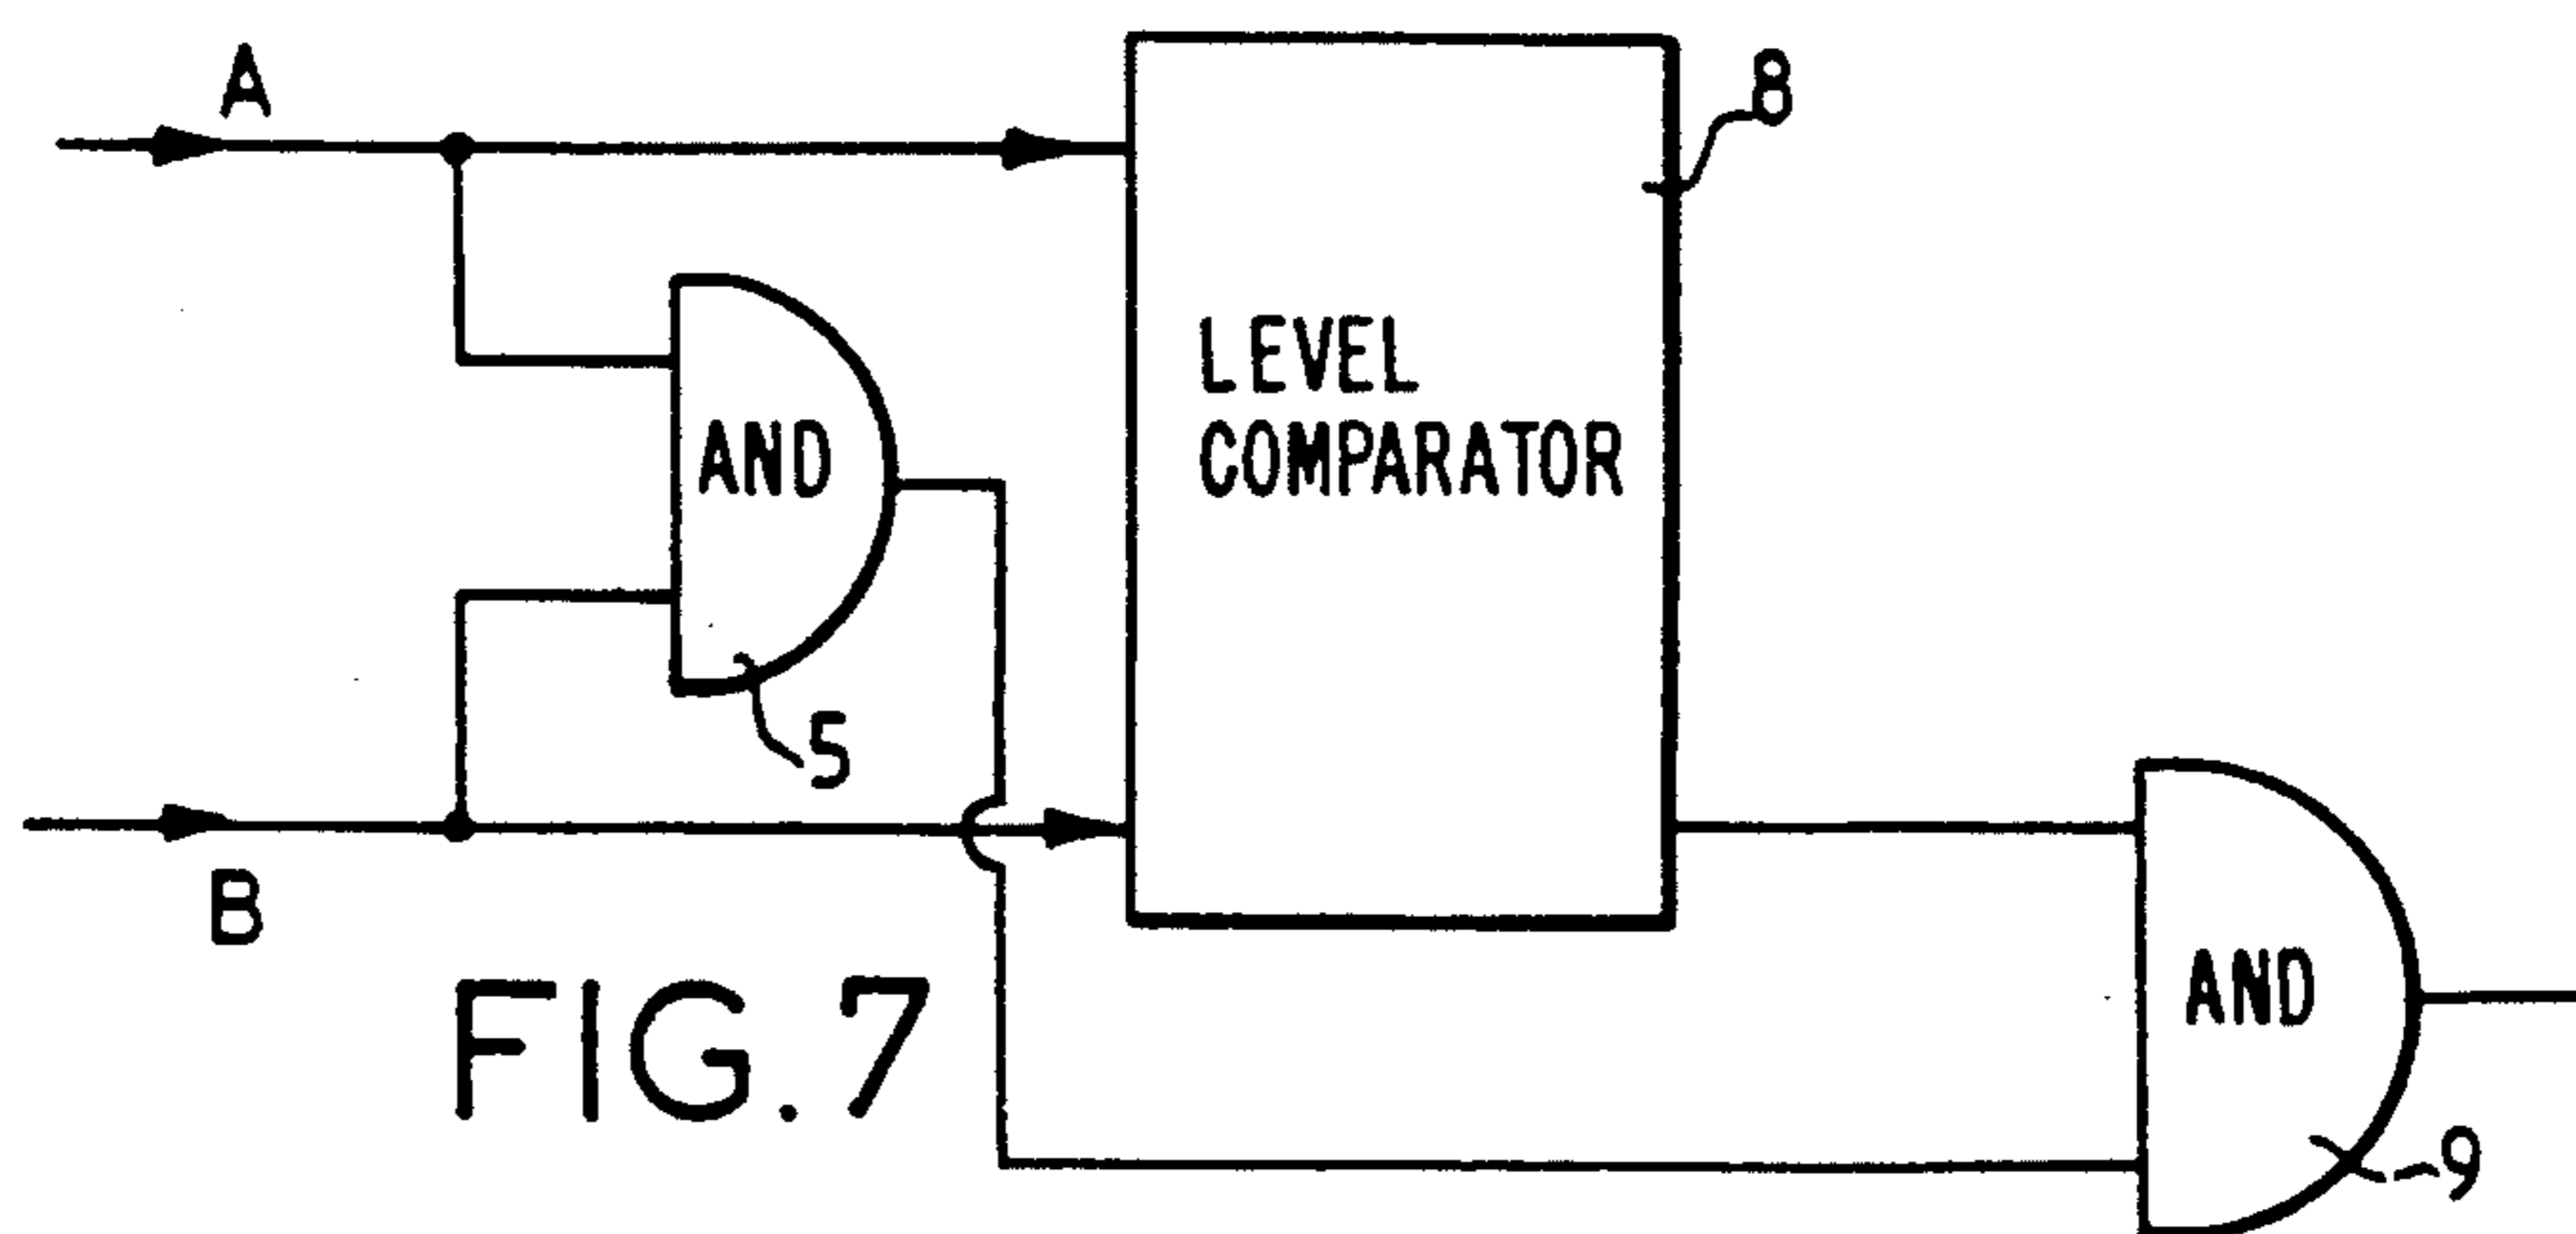 A
8
LEVEL
COMPARATOR
AND
5
B
AND
9
FIG.7